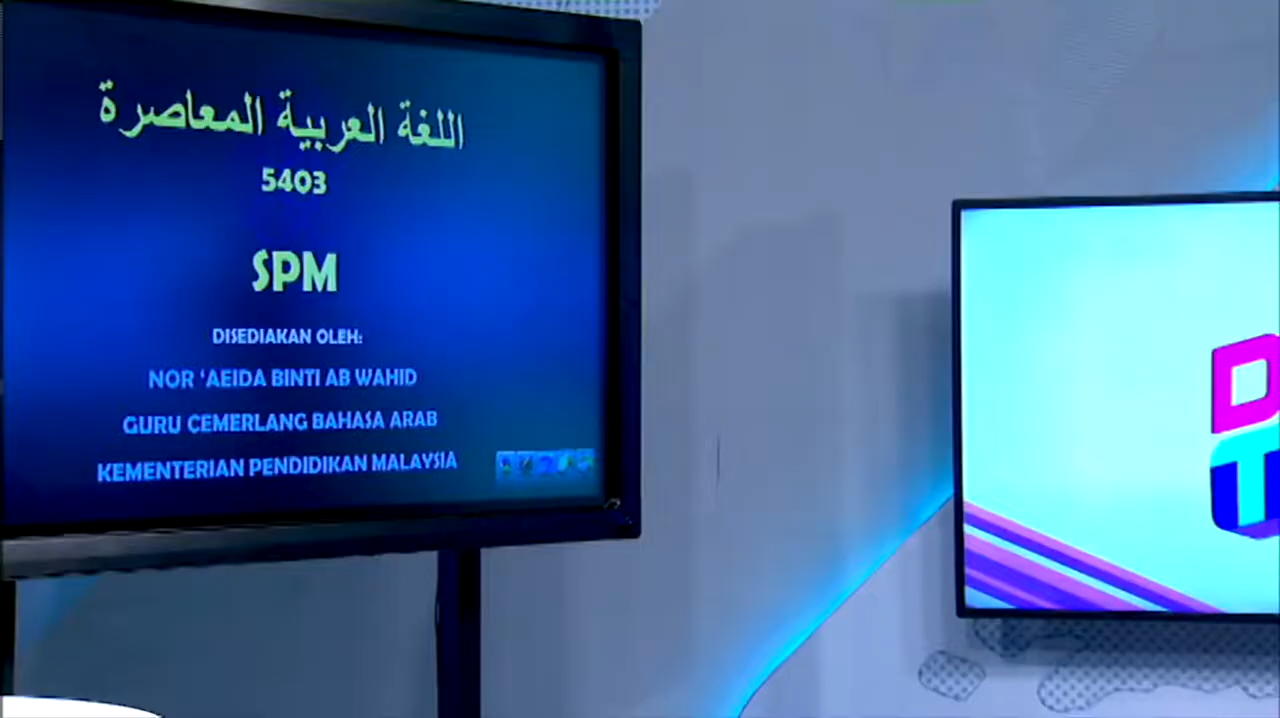 اللغة العربية المعاصرة
5403
SPM
DISEDIAKAN OLEH:
NOR ‘AEIDA BINTI AB WAHID
GURU CEMERLANG BAHASA ARAB
KEMENTERIAN PENDIDIKAN MALAYSIA
D
T